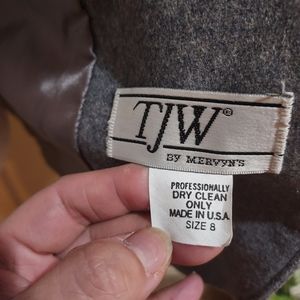 TJW®
BY MERVYN'S
PROFESSIONALLY
DRY CLEAN
ONLY
MADE IN U.S.A.
SIZE 8